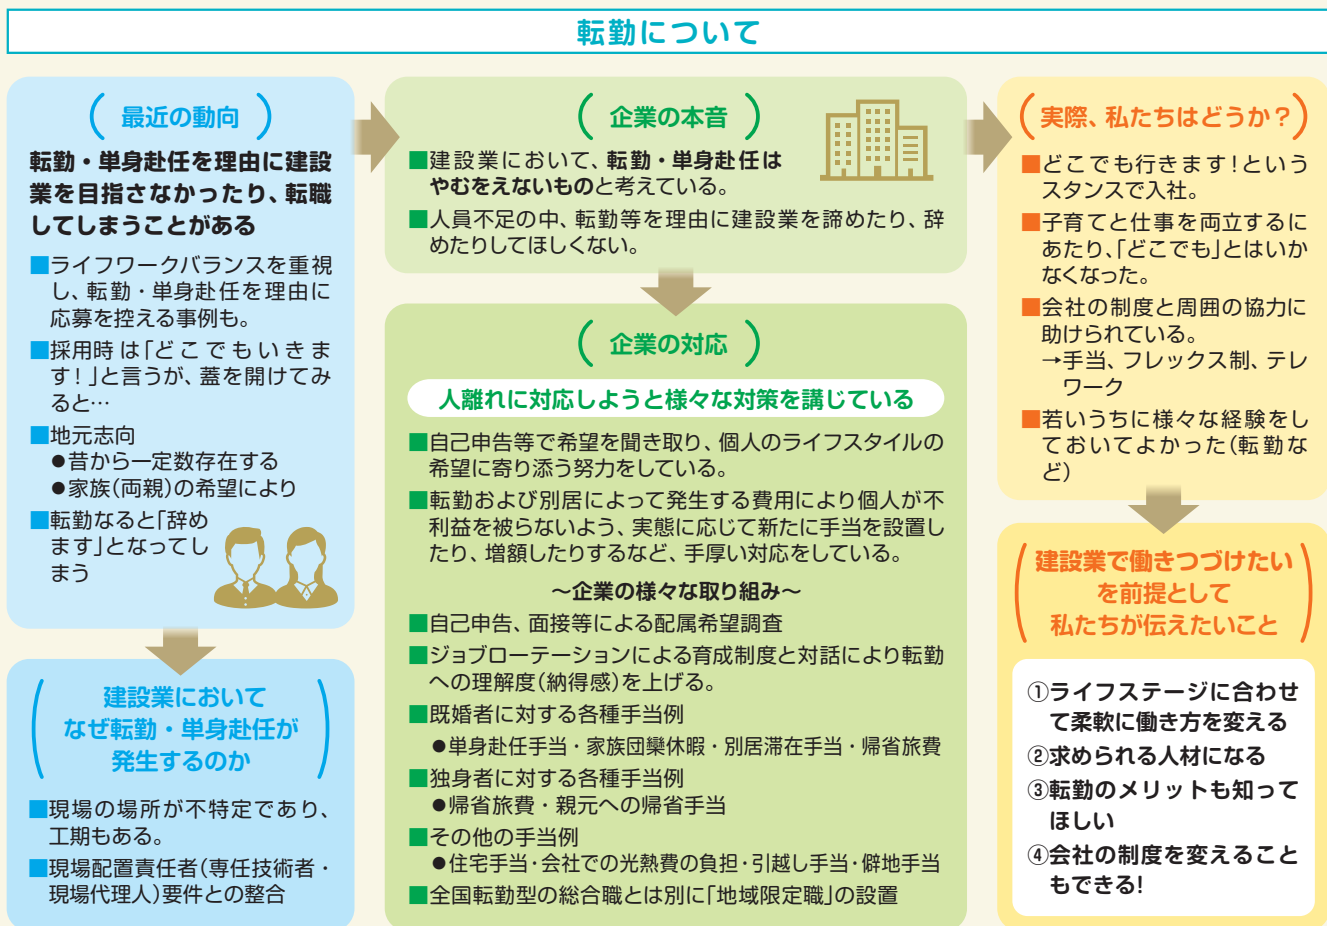 転勤について
最近の動向
転勤・単身赴任を理由に建設
業を目指さなかったり、転職
してしまうことがある
■ライフワークバランスを重視
し、転勤・単身赴任を理由に
応募を控える事例も。
■採用時は「どこでもいきま
す！」と言うが、蓋を開けてみ
ると…
■地元志向
●昔から一定数存在する
●家族(両親)の希望により
■転勤なると「辞め
ます」となってし
まう
建設業において
なぜ転勤・単身赴任が
発生するのか
■現場の場所が不特定であり、
工期もある。
■現場配置責任者(専任技術者・
現場代理人)要件との整合
企業の本音
■建設業において、転勤・単身赴任は
やむをえないものと考えている。
■人員不足の中、転勤等を理由に建設業を諦めたり、辞
めたりしてほしくない。
企業の対応
人離れに対応しようと様々な対策を講じている
■自己申告等で希望を聞き取り、個人のライフスタイルの
希望に寄り添う努力をしている。
■転勤および別居によって発生する費用により個人が不
利益を被らないよう、実態に応じて新たに手当を設置し
たり、増額したりするなど、手厚い対応をしている。
～企業の様々な取り組み～
■自己申告、面接等による配属希望調査
■ジョブローテーションによる育成制度と対話により転勤
への理解度(納得感)を上げる。
■既婚者に対する各種手当例
●単身赴任手当・家族団欒休暇・別居滞在手当・帰省旅費
■独身者に対する各種手当例
●帰省旅費・親元への帰省手当
■その他の手当例
●住宅手当・会社での光熱費の負担・引越し手当・僻地手当
■全国転勤型の総合職とは別に「地域限定職」の設置
実際、私たちはどうか？
■どこでも行きます！という
スタンスで入社。
■子育てと仕事を両立するに
あたり、「どこでも」とはいか
なくなった。
■会社の制度と周囲の協力に
助けられている。
→手当、フレックス制、テレ
ワーク
■若いうちに様々な経験をし
ておいてよかった(転勤な
ど)
建設業で働きつづけたい
を前提として
私たちが伝えたいこと
①ライフステージに合わせ
て柔軟に働き方を変える
②求められる人材になる
③転勤のメリットも知って
ほしい
④会社の制度を変えること
もできる!